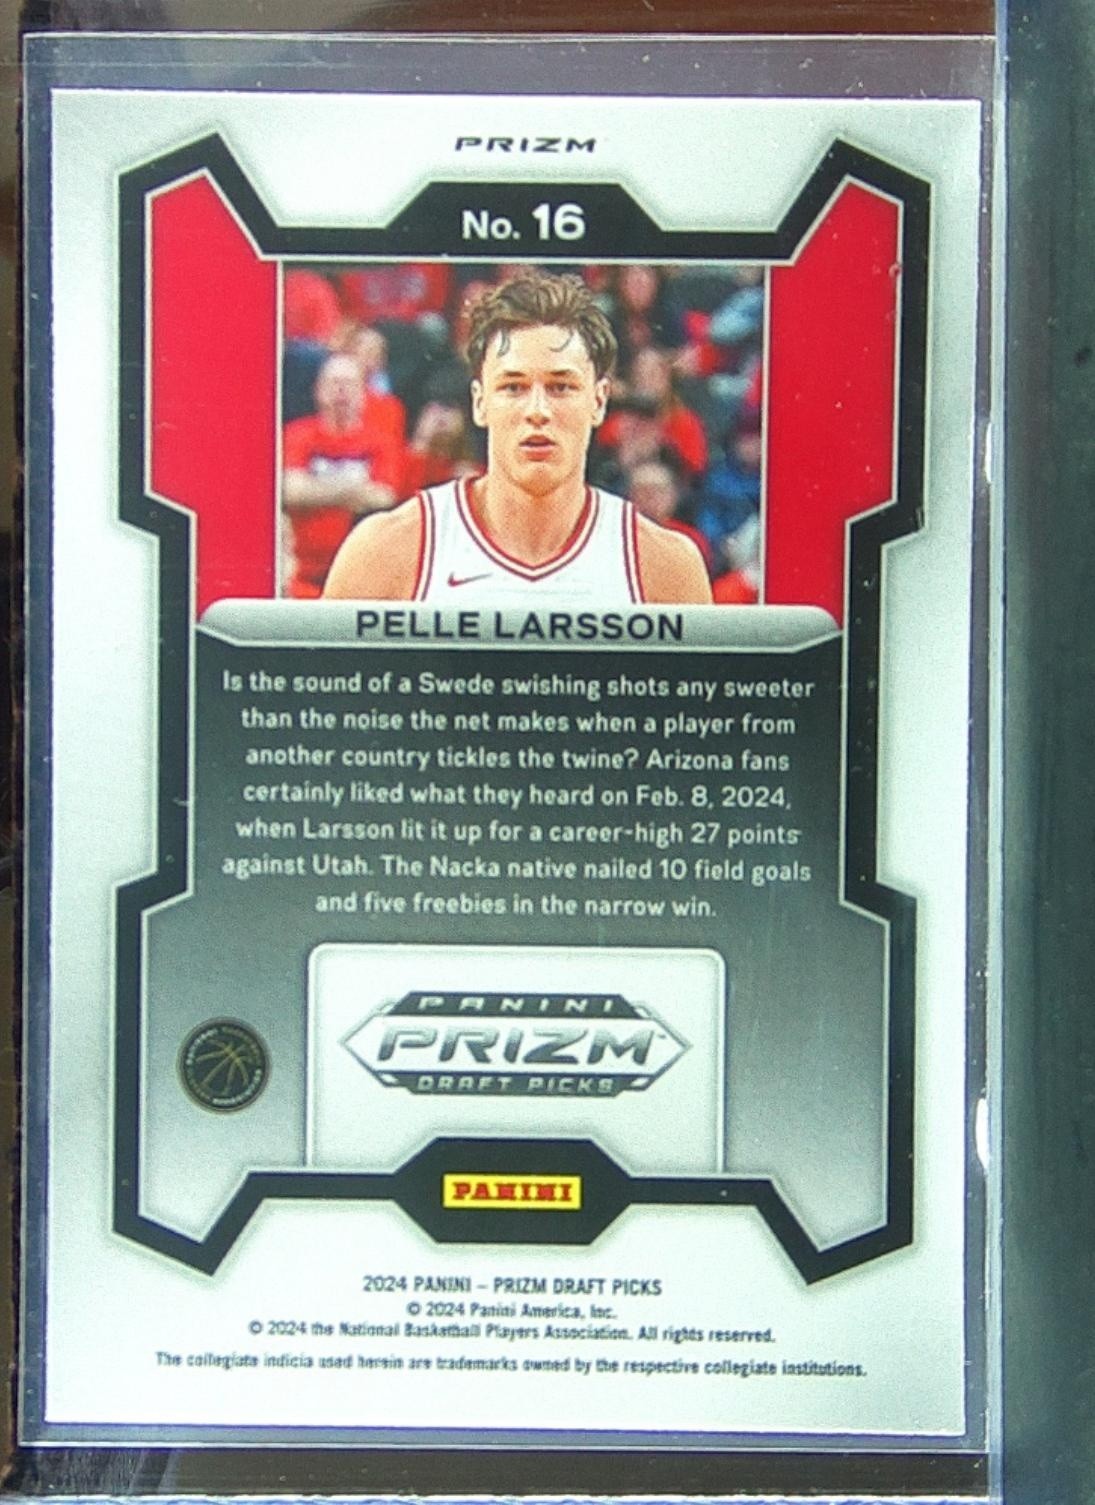 PRIZM
No. 16
PELLE LARSSON
Is the sound of a Swede swishing shots any sweeter
than the noise the net makes when a player from
another country tickles the twine? Arizona fans
certainly liked what they heard on Feb. 8, 2024,
when Larsson lit it up for a career-high 27 points
against Utah. The Nacka native nailed 10 field goals
and five freebies in the narrow win.
PANINI
PRIZM
DRAFT PICKS
PANINI
2024 PANINI – PRIZM DRAFT PICKS
© 2024 Panini America, Inc.
© 2024 the National Basketball Players Association. All rights reserved.
The collegiate indicia used herein are trademarks owned by the respective collegiate institutions.